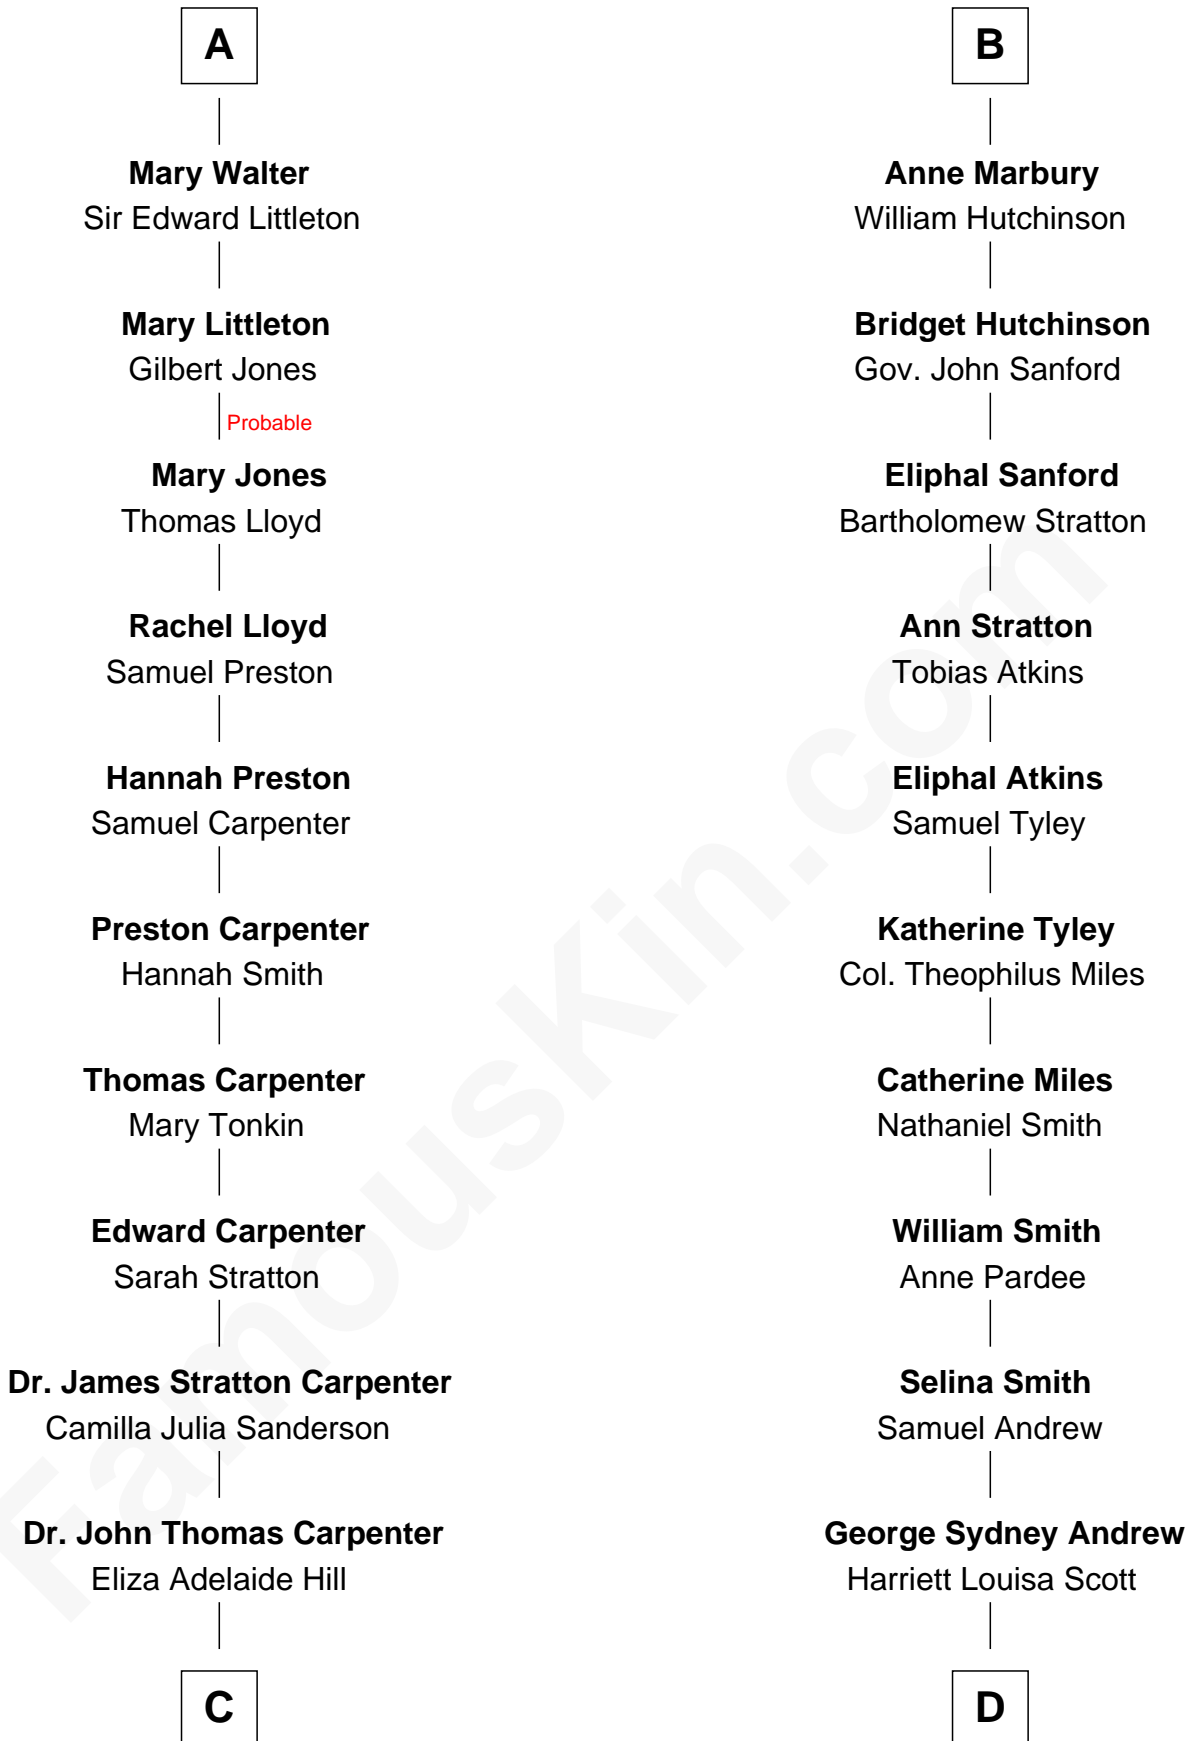 A
Mary Walter
Sir Edward Littleton
Mary Littleton
Gilbert Jones
Probable
Mary Jones
Thomas Lloyd
Rachel Lloyd
Samuel Preston
Hannah Preston
Samuel Carpenter
Preston Carpenter
Hannah Smith
Thomas Carpenter
Mary Tonkin
Edward Carpenter
Sarah Stratton
Dr. James Stratton Carpenter
Camilla Julia Sanderson
Dr. John Thomas Carpenter
Eliza Adelaide Hill
C
B
Anne Marbury
William Hutchinson
Bridget Hutchinson
Gov. John Sanford
Eliphal Sanford
Bartholomew Stratton
Ann Stratton
Tobias Atkins
Eliphal Atkins
Samuel Tyley
Katherine Tyley
Col. Theophilus Miles
Catherine Miles
Nathaniel Smith
William Smith
Anne Pardee
Selina Smith
Samuel Andrew
George Sydney Andrew
Harriett Louisa Scott
D
FamousKin.com